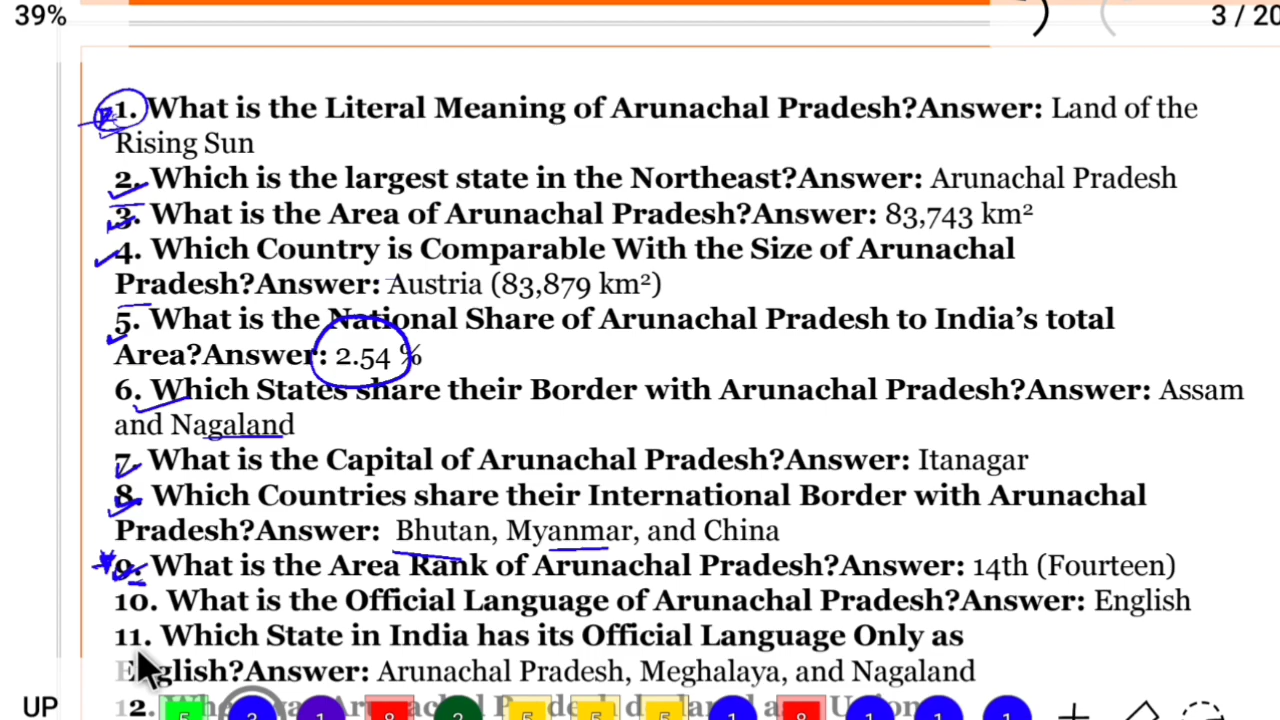 39%
3 / 20
1. What is the Literal Meaning of Arunachal Pradesh?Answer: Land of the
Rising Sun
2. Which is the largest state in the Northeast?Answer: Arunachal Pradesh
3. What is the Area of Arunachal Pradesh?Answer: 83,743 km²
4. Which Country is Comparable With the Size of Arunachal
Pradesh?Answer: Austria (83,879 km²)
5. What is the National Share of Arunachal Pradesh to India’s total
Area?Answer: 2.54 %
6. Which States share their Border with Arunachal Pradesh?Answer: Assam
and Nagaland
7. What is the Capital of Arunachal Pradesh?Answer: Itanagar
8. Which Countries share their International Border with Arunachal
Pradesh?Answer: Bhutan, Myanmar, and China
9. What is the Area Rank of Arunachal Pradesh?Answer: 14th (Fourteen)
10. What is the Official Language of Arunachal Pradesh?Answer: English
11. Which State in India has its Official Language Only as
English?Answer: Arunachal Pradesh, Meghalaya, and Nagaland
12.
UP